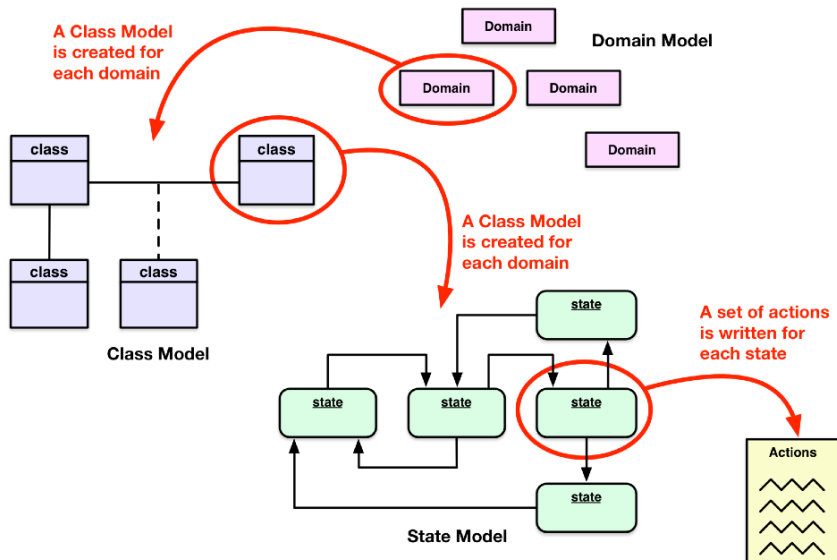 A Class Model
is created for
each domain
Domain
Domain Model
Domain
Domain
Domain
class
class
class
class
Class Model
A Class Model
is created for
each domain
state
state
state
state
state
State Model
A set of actions
is written for
each state
Actions